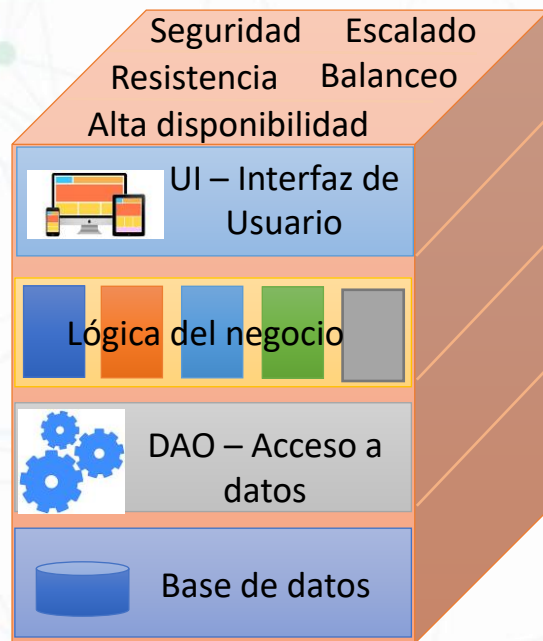 Seguridad Escalado
Resistencia Balanceo
Alta disponibilidad
UI – Interfaz de
Usuario
Lógica del negocio
DAO – Acceso a
datos
Base de datos